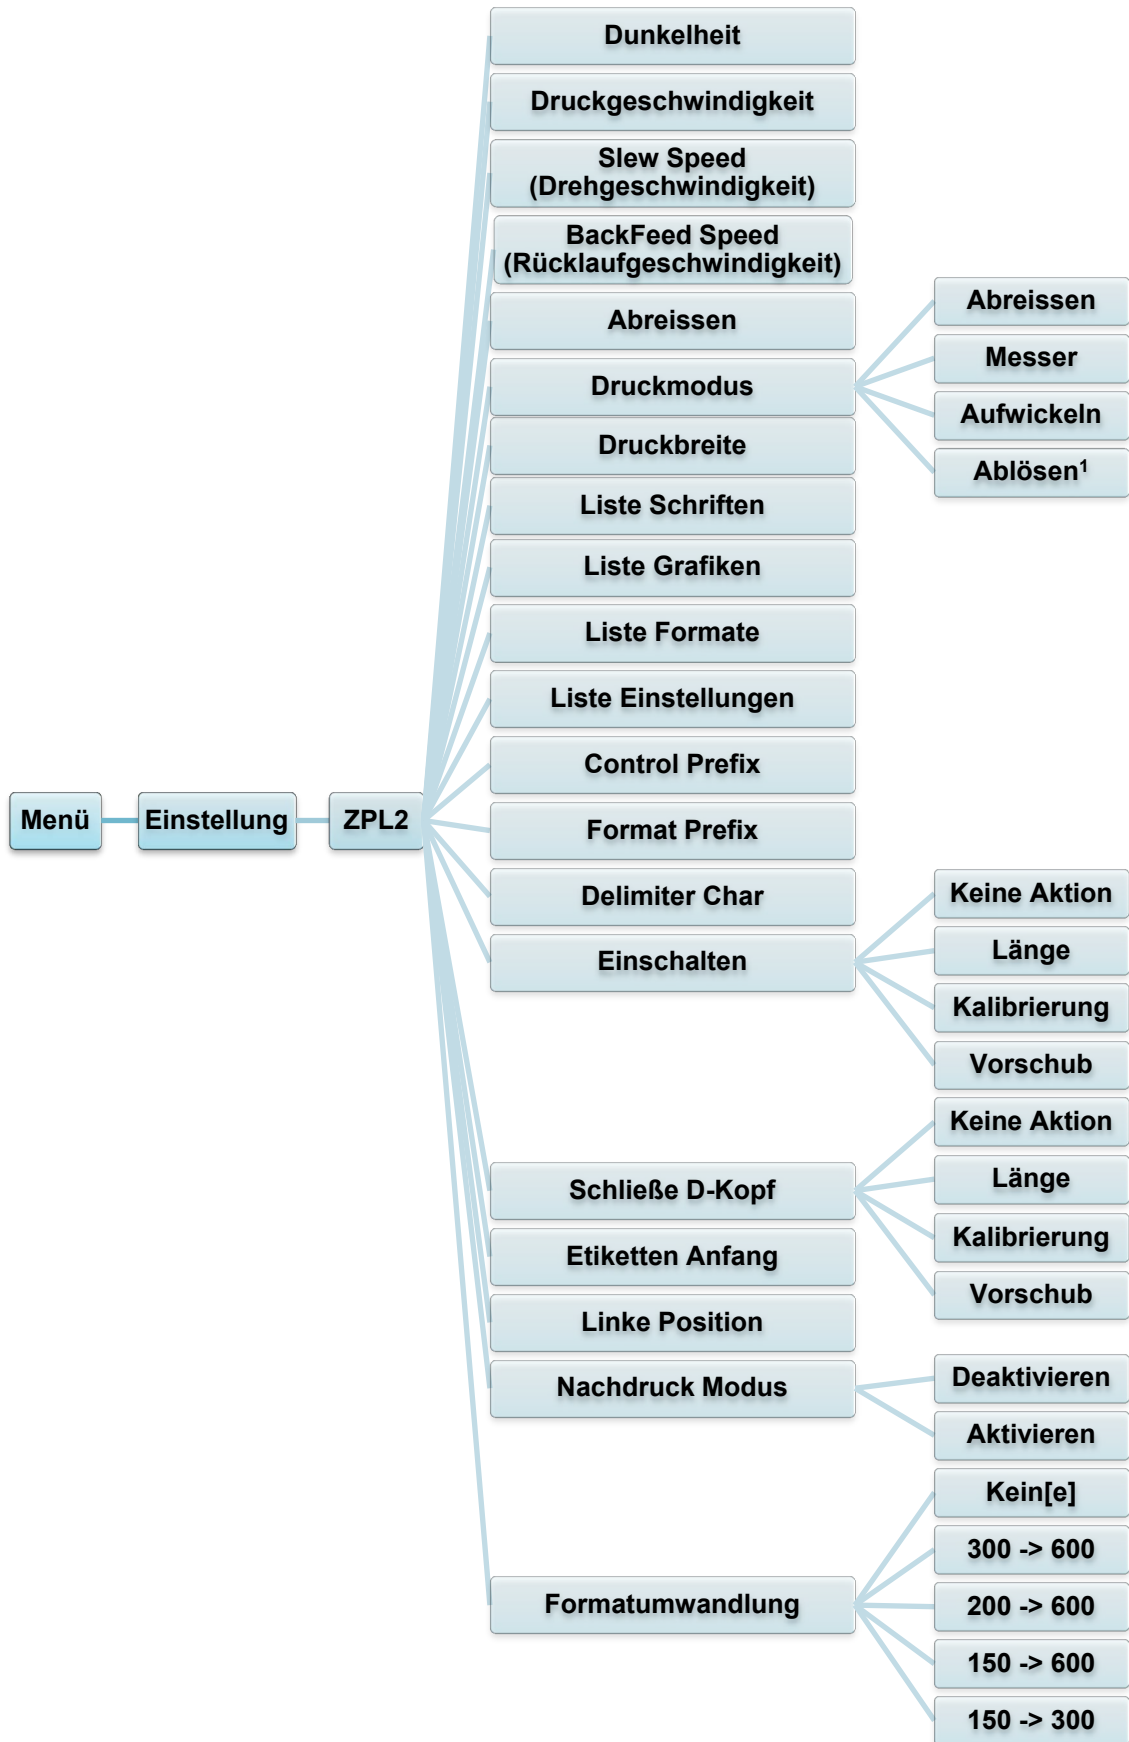 Dunkelheit
Druckgeschwindigkeit
Slew Speed
(Drehgeschwindigkeit)
BackFeed Speed
(Rücklaufgeschwindigkeit)
Abreissen
Druckmodus
Abreissen
Messer
Aufwickeln
Ablösen¹
Druckbreite
Liste Schriften
Liste Grafiken
Liste Formate
Liste Einstellungen
Control Prefix
Menü
Einstellung
ZPL2
Format Prefix
Delimiter Char
Einschalten
Keine Aktion
Länge
Kalibrierung
Vorschub
Schließe D-Kopf
Keine Aktion
Länge
Kalibrierung
Vorschub
Etiketten Anfang
Linke Position
Nachdruck Modus
Deaktivieren
Aktivieren
Formatumwandlung
Kein[e]
300 -> 600
200 -> 600
150 -> 600
150 -> 300